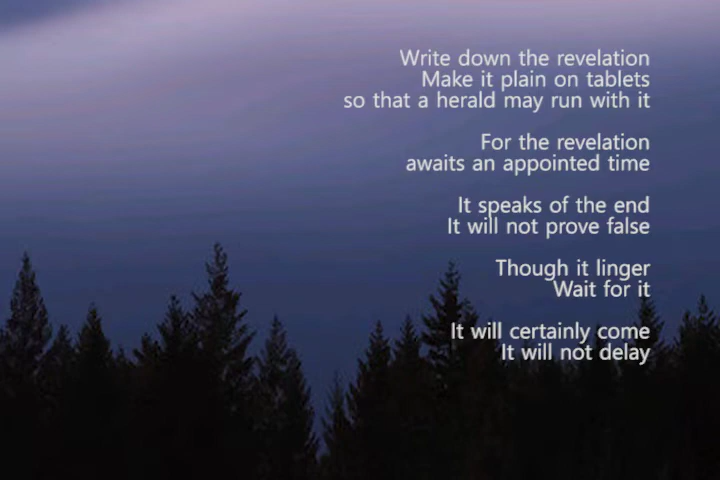 Write down the revelation
Make it plain on tablets
so that a herald may run with it
For the revelation
awaits an appointed time
It speaks of the end
It will not prove false
Though it linger
Wait for it
It will certainly come
It will not delay